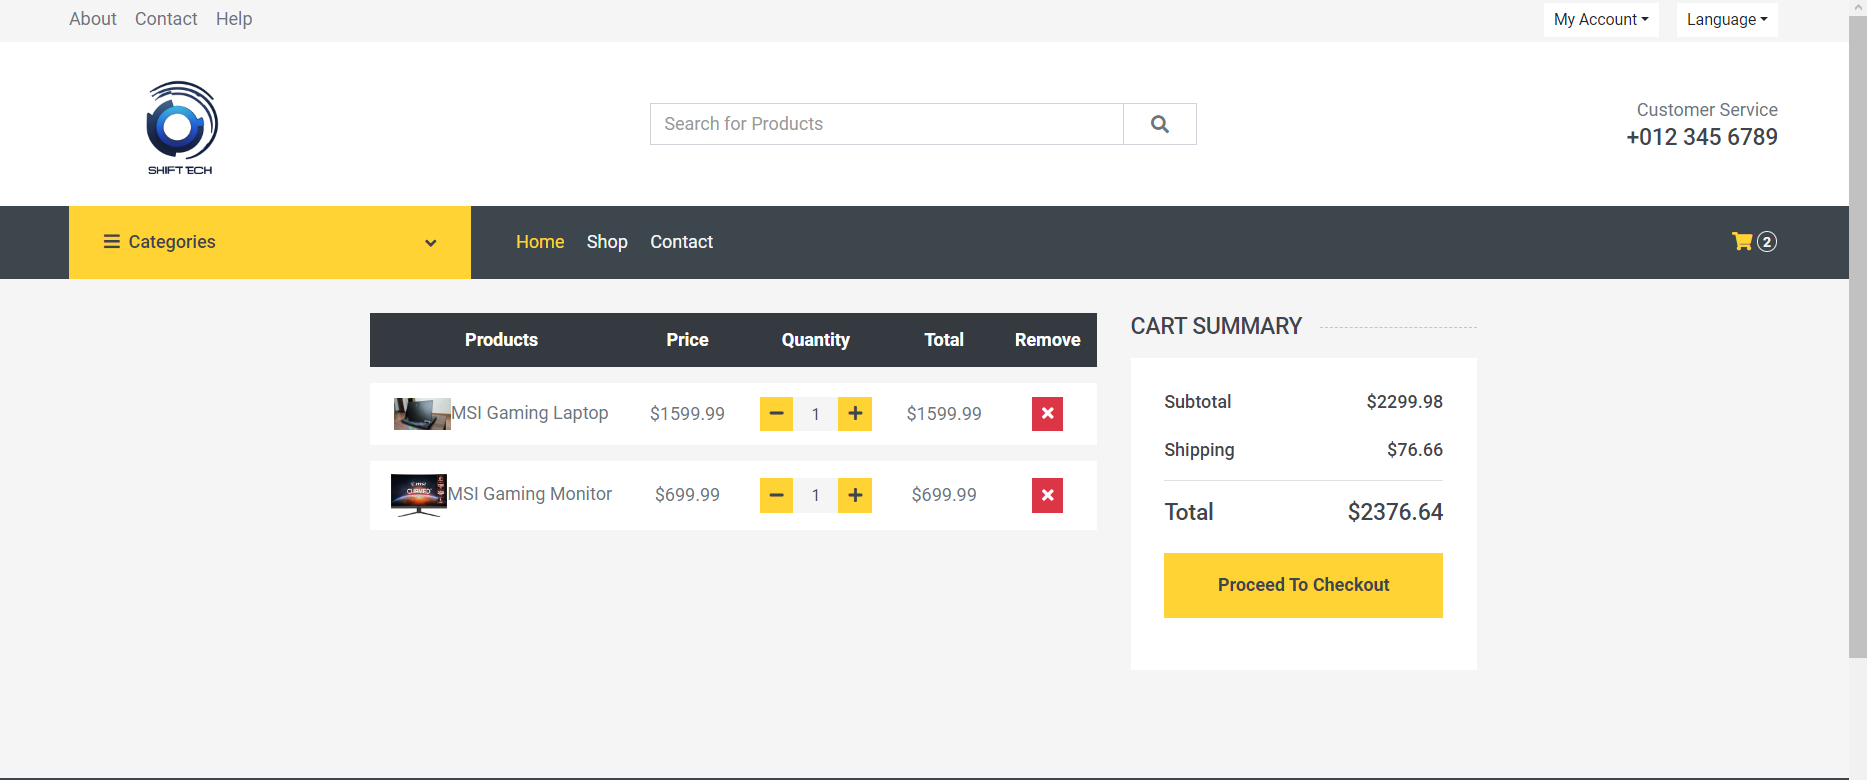 About Contact Help
My Account Language
SHIFT TECH
Search for Products
Customer Service
+012 345 6789
Categories
Home Shop Contact
2
Products Price Quantity Total Remove
MSI Gaming Laptop $1599.99 1 $1599.99
MSI Gaming Monitor $699.99 1 $699.99
CART SUMMARY
Subtotal $2299.98
Shipping $76.66
Total $2376.64
Proceed To Checkout